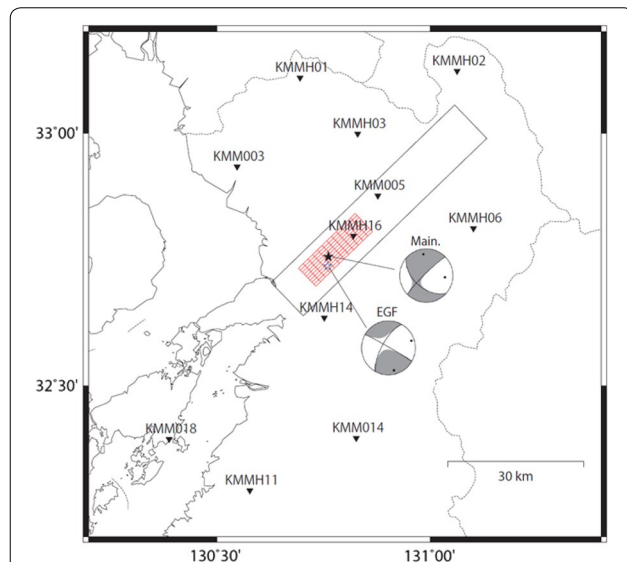 KMMH01
KMMH02
33°00'
KMMH03
KMM003
KMM005
KMMH16
KMMH06
Main.
KMMH14
EGF
32°30'
KMM018
KMM014
30 km
KMMH11
130°30'
131°00'